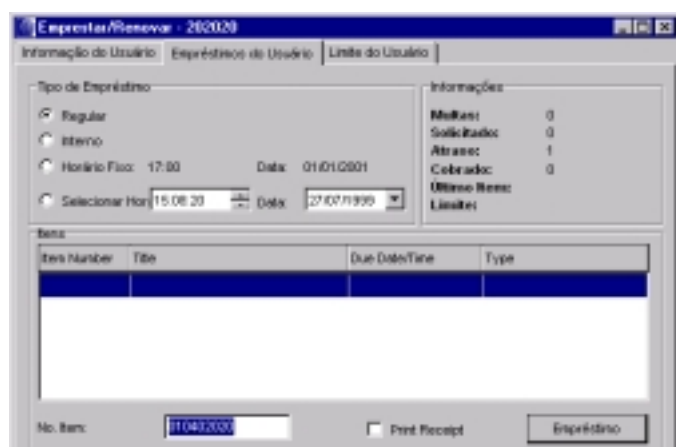 Emprestar/Renovar - 202020
Informação do Usuário Empréstimos do Usuário Limite do Usuário
Tipo de Empréstimo
Regular
Interno
Horário Fixo: 17:00 Data: 01/01/2001
Selecionar Hor 15:08:20 Data: 27/07/1999
Informações
Multas: 0
Solicitado: 0
Atraso: 1
Cobrado: 0
Último Item:
Limite:
Itens
Item Number Title Due Date/Time Type
No. Item: 010402020 Print Receipt Empréstimo